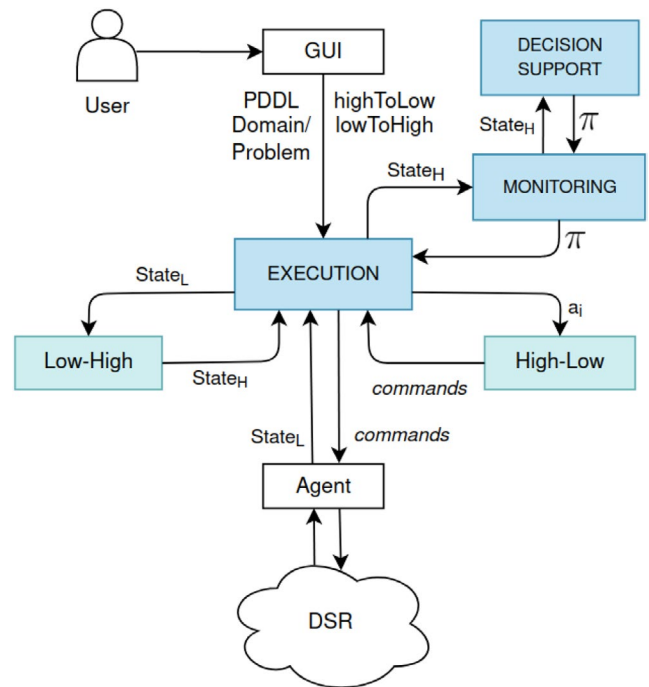 GUI
DECISION
SUPPORT
User
PDDL
Domain/
Problem
highToLow
lowToHigh
State_H
π
State_H
MONITORING
π
EXECUTION
State_L
a_i
Low-High
State_H
High-Low
commands
State_L
commands
Agent
DSR